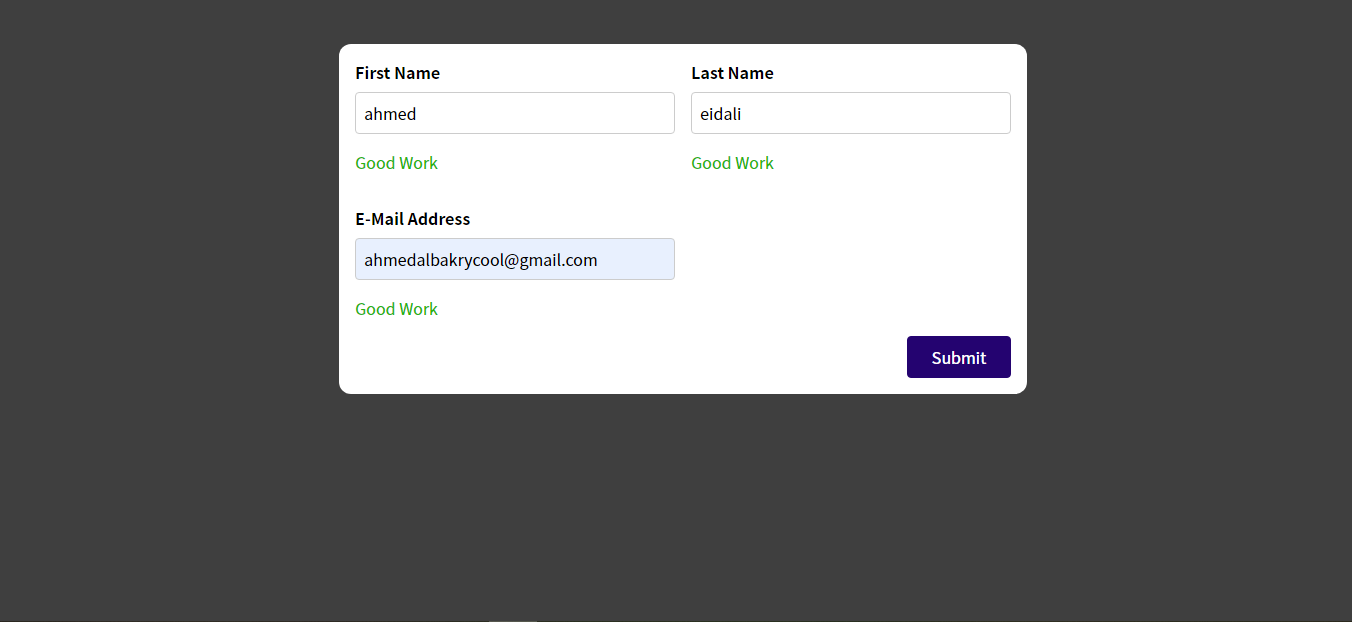 First Name
Last Name
ahmed
eidali
Good Work
Good Work
E-Mail Address
ahmedalbakrycool@gmail.com
Good Work
Submit